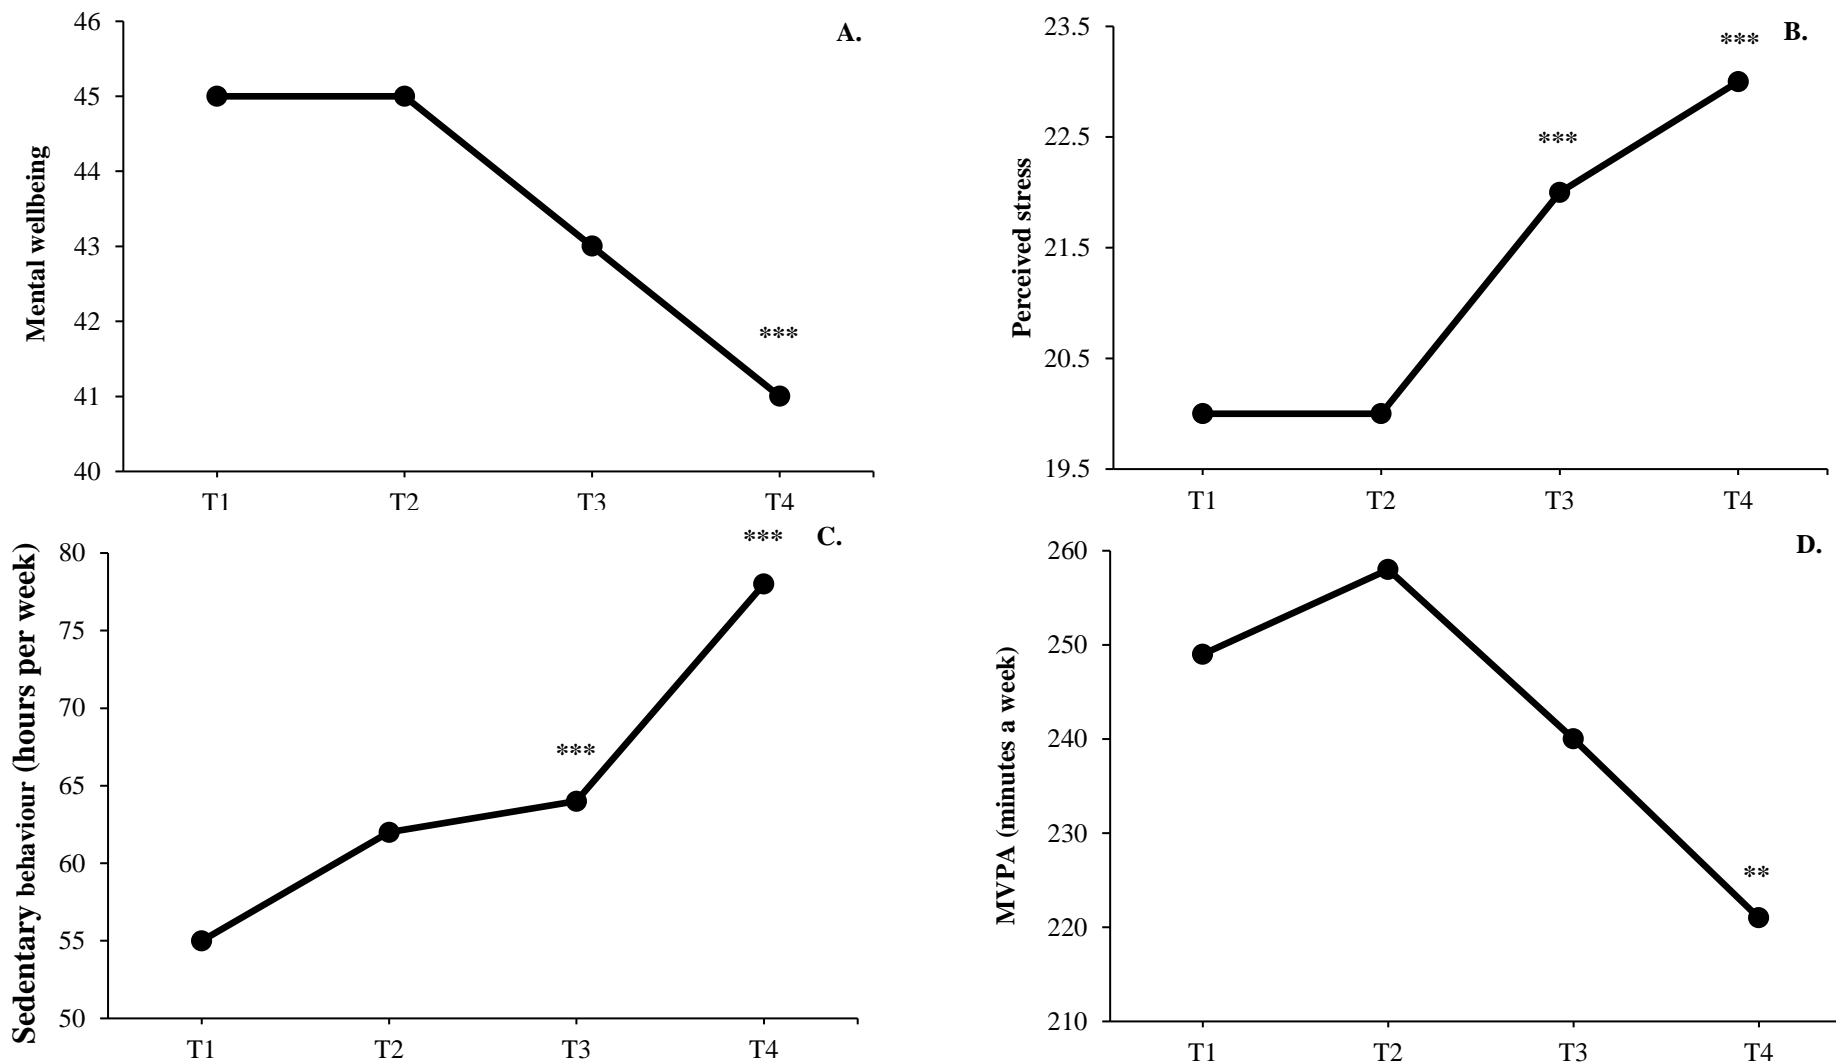 A.
Mental wellbeing
46
45
44
43
42
41
40
***
T1 T2 T3 T4
B.
Perceived stress
23.5
22.5
21.5
20.5
19.5
***
***
T1 T2 T3 T4
C.
Sedentary behaviour (hours per week)
80
75
70
65
60
55
50
***
***
T1 T2 T3 T4
D.
MVPA (minutes a week)
260
250
240
230
220
210
**
T1 T2 T3 T4